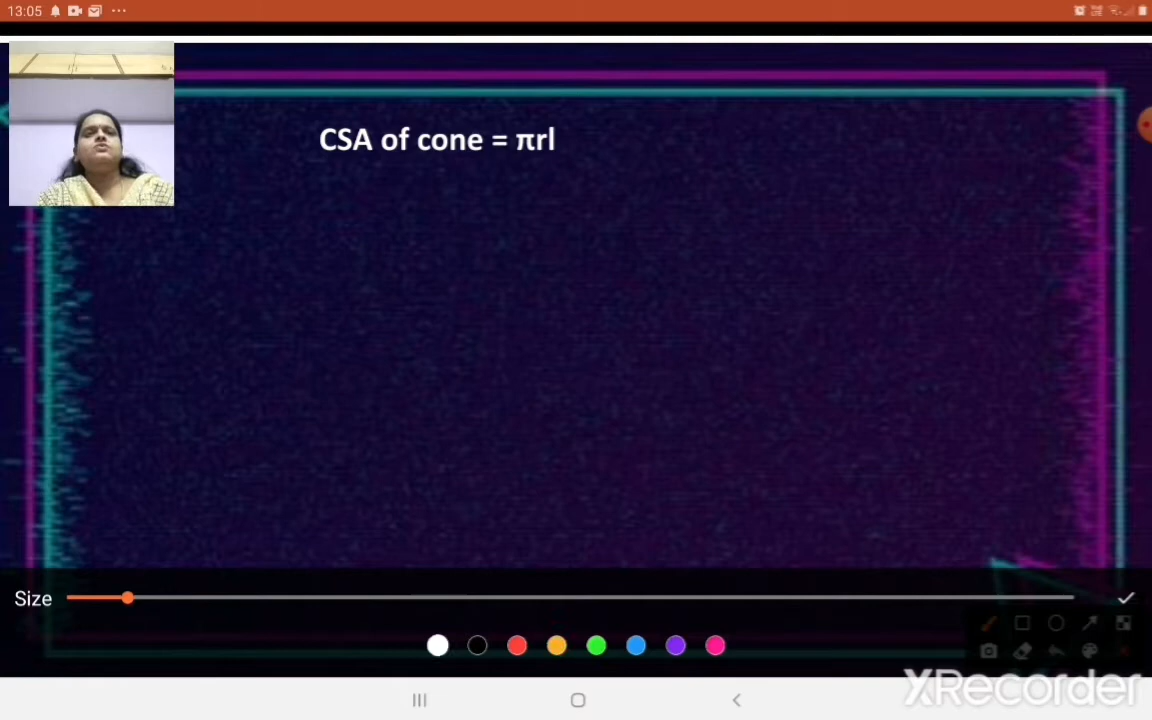 13:05
CSA of cone = πrl
Size
XRecorder